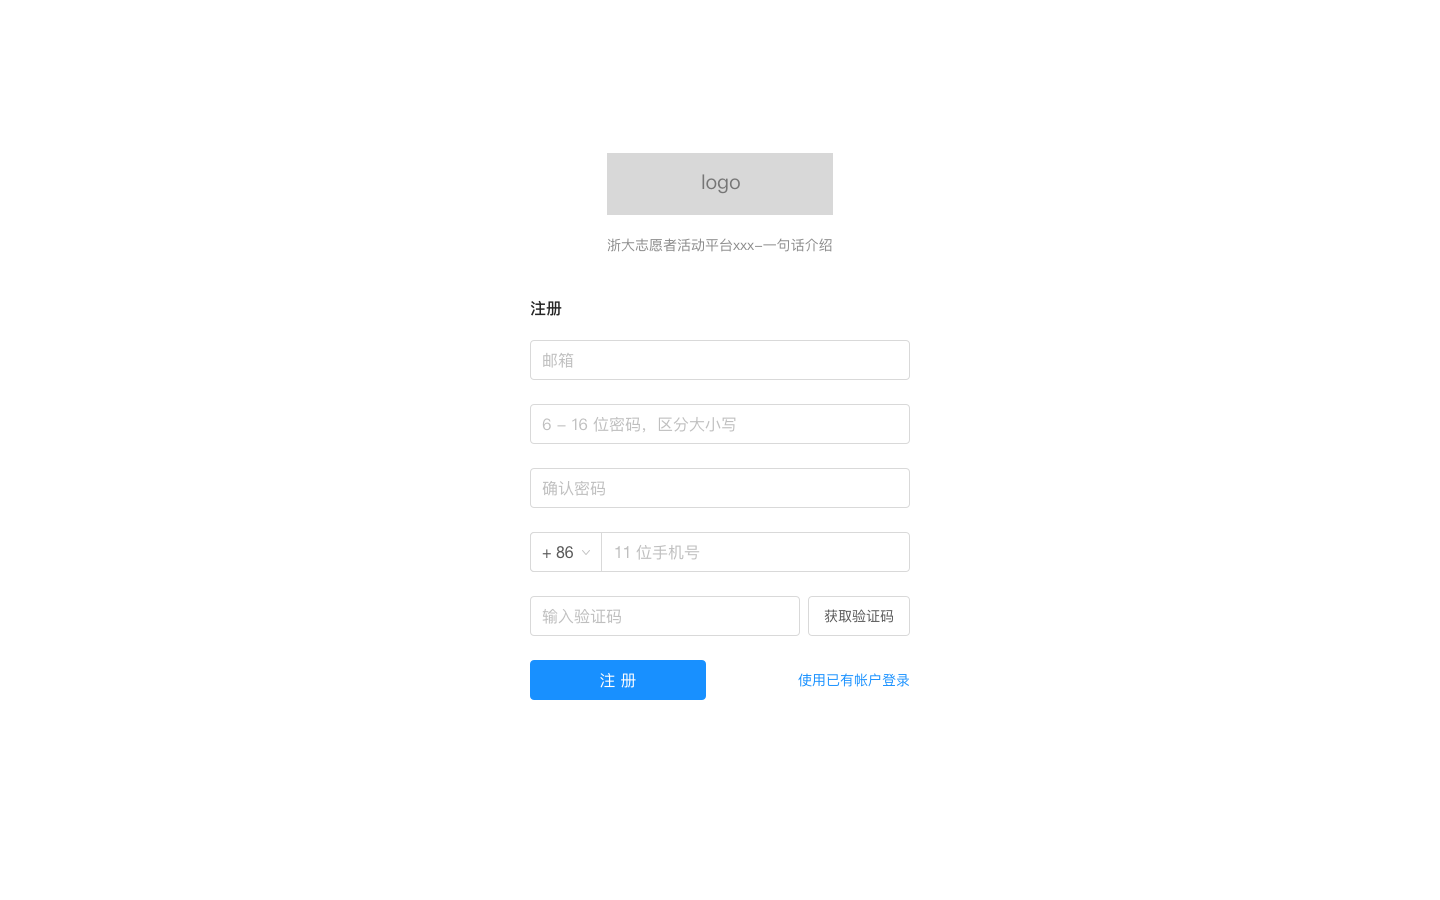 logo
浙大志愿者活动平台xxx-一句话介绍
注册
邮箱
6 - 16 位密码，区分大小写
确认密码
+ 86 11 位手机号
输入验证码 获取验证码
注 册 使用已有帐户登录